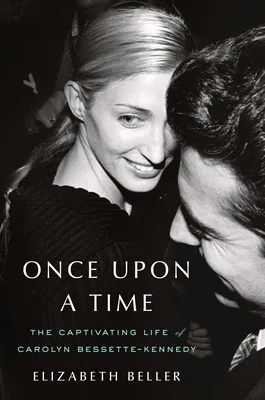 ONCE UPON
A TIME
THE CAPTIVATING LIFE of
CAROLYN BESSETTE-KENNEDY
ELIZABETH BELLER